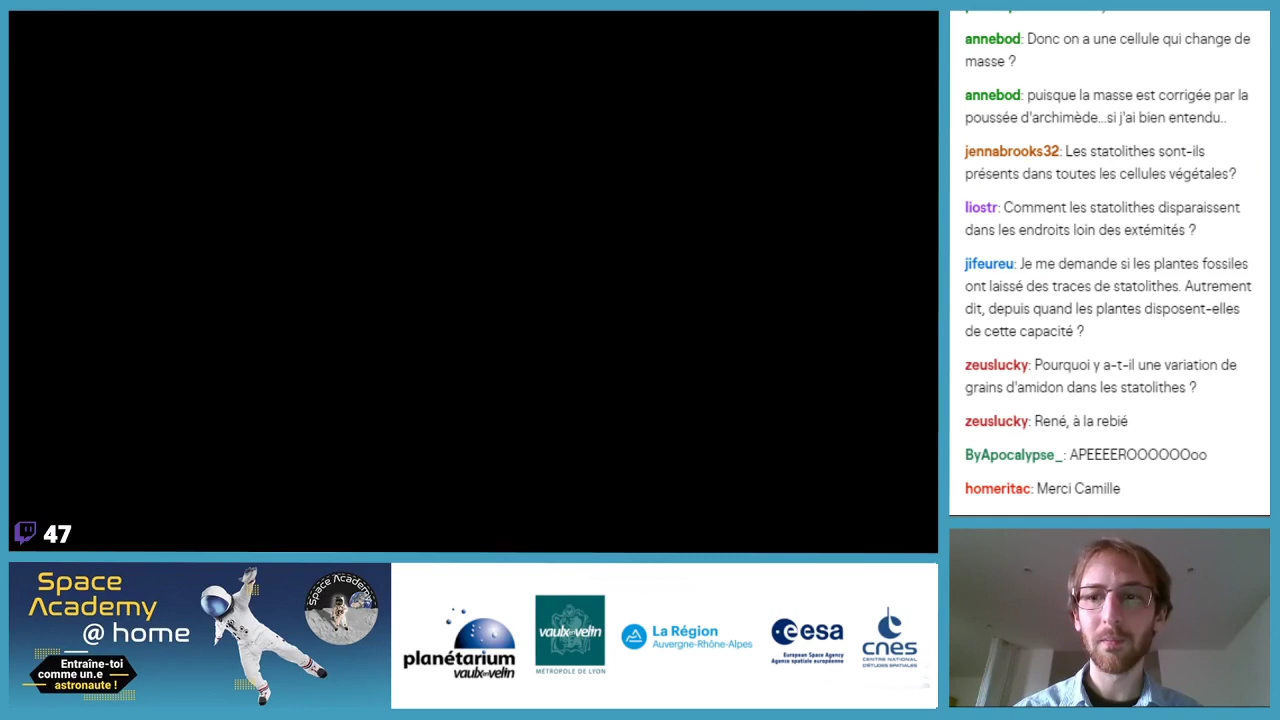 annebod: Donc on a une cellule qui change de
masse ?
annebod: puisque la masse est corrigée par la
poussée d'archimède...si j'ai bien entendu..
jennabrooks32: Les statolithes sont-ils
présents dans toutes les cellules végétales?
liostr: Comment les statolithes disparaissent
dans les endroits loin des extémités ?
jifeureu: Je me demande si les plantes fossiles
ont laissé des traces de statolithes. Autrement
dit, depuis quand les plantes disposent-elles
de cette capacité ?
zeuslucky: Pourquoi y a-t-il une variation de
grains d'amidon dans les statolithes ?
zeuslucky: René, à la rebié
ByApocalypse_: APEEEEROOOOOOoo
homeritac: Merci Camille
47
Space
Academy
@ home
Entraîne-toi
comme un.e
astronaute !
Space Academy
planétarium
vaulx-en-velin
vaulx-en-velin
MÉTROPOLE DE LYON
La Région
Auvergne-Rhône-Alpes
esa
European Space Agency
Agence spatiale européenne
cnes
CENTRE NATIONAL
D'ÉTUDES SPATIALES